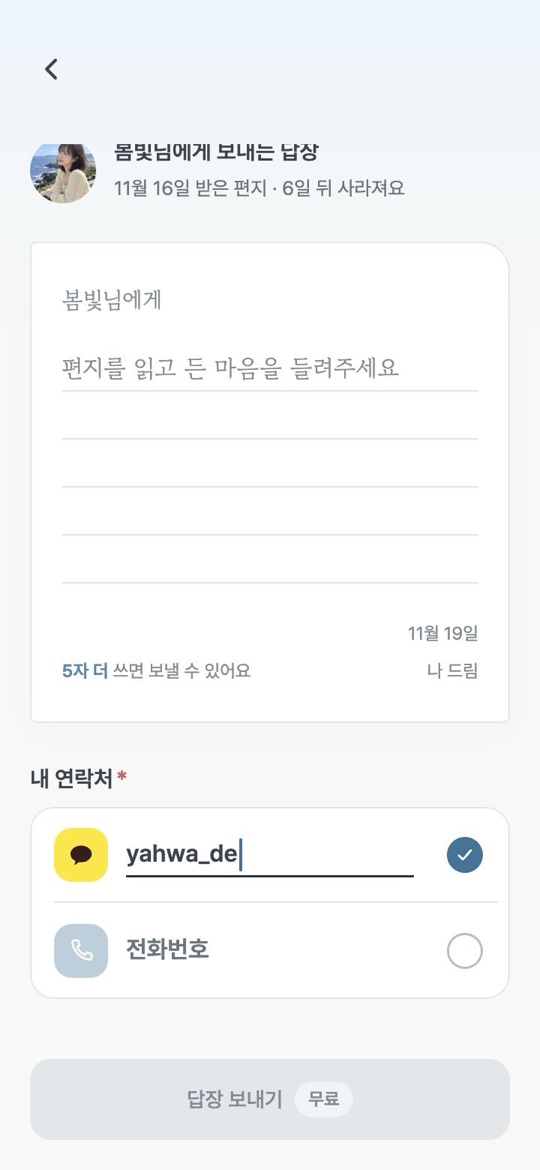 봄빛님에게 보내는 답장
11월 16일 받은 편지 · 6일 뒤 사라져요
봄빛님에게
편지를 읽고 든 마음을 들려주세요
11월 19일
5자 더 쓰면 보낼 수 있어요
나 드림
내 연락처 *
yahwa_de
전화번호
답장 보내기 무료